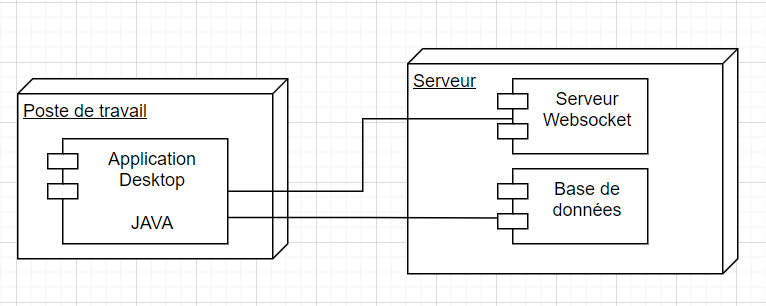 Poste de travail
Application
Desktop
JAVA
Serveur
Serveur
Websocket
Base de
données